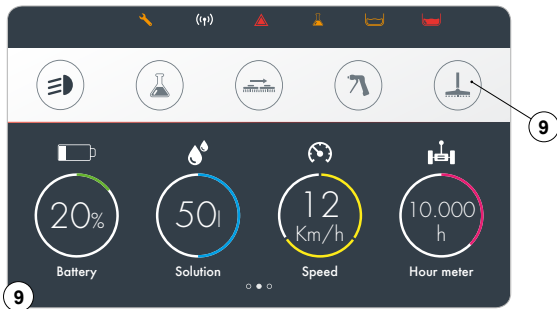 9
20%
50l
12
Km/h
10.000
h
Battery
Solution
Speed
Hour meter
9